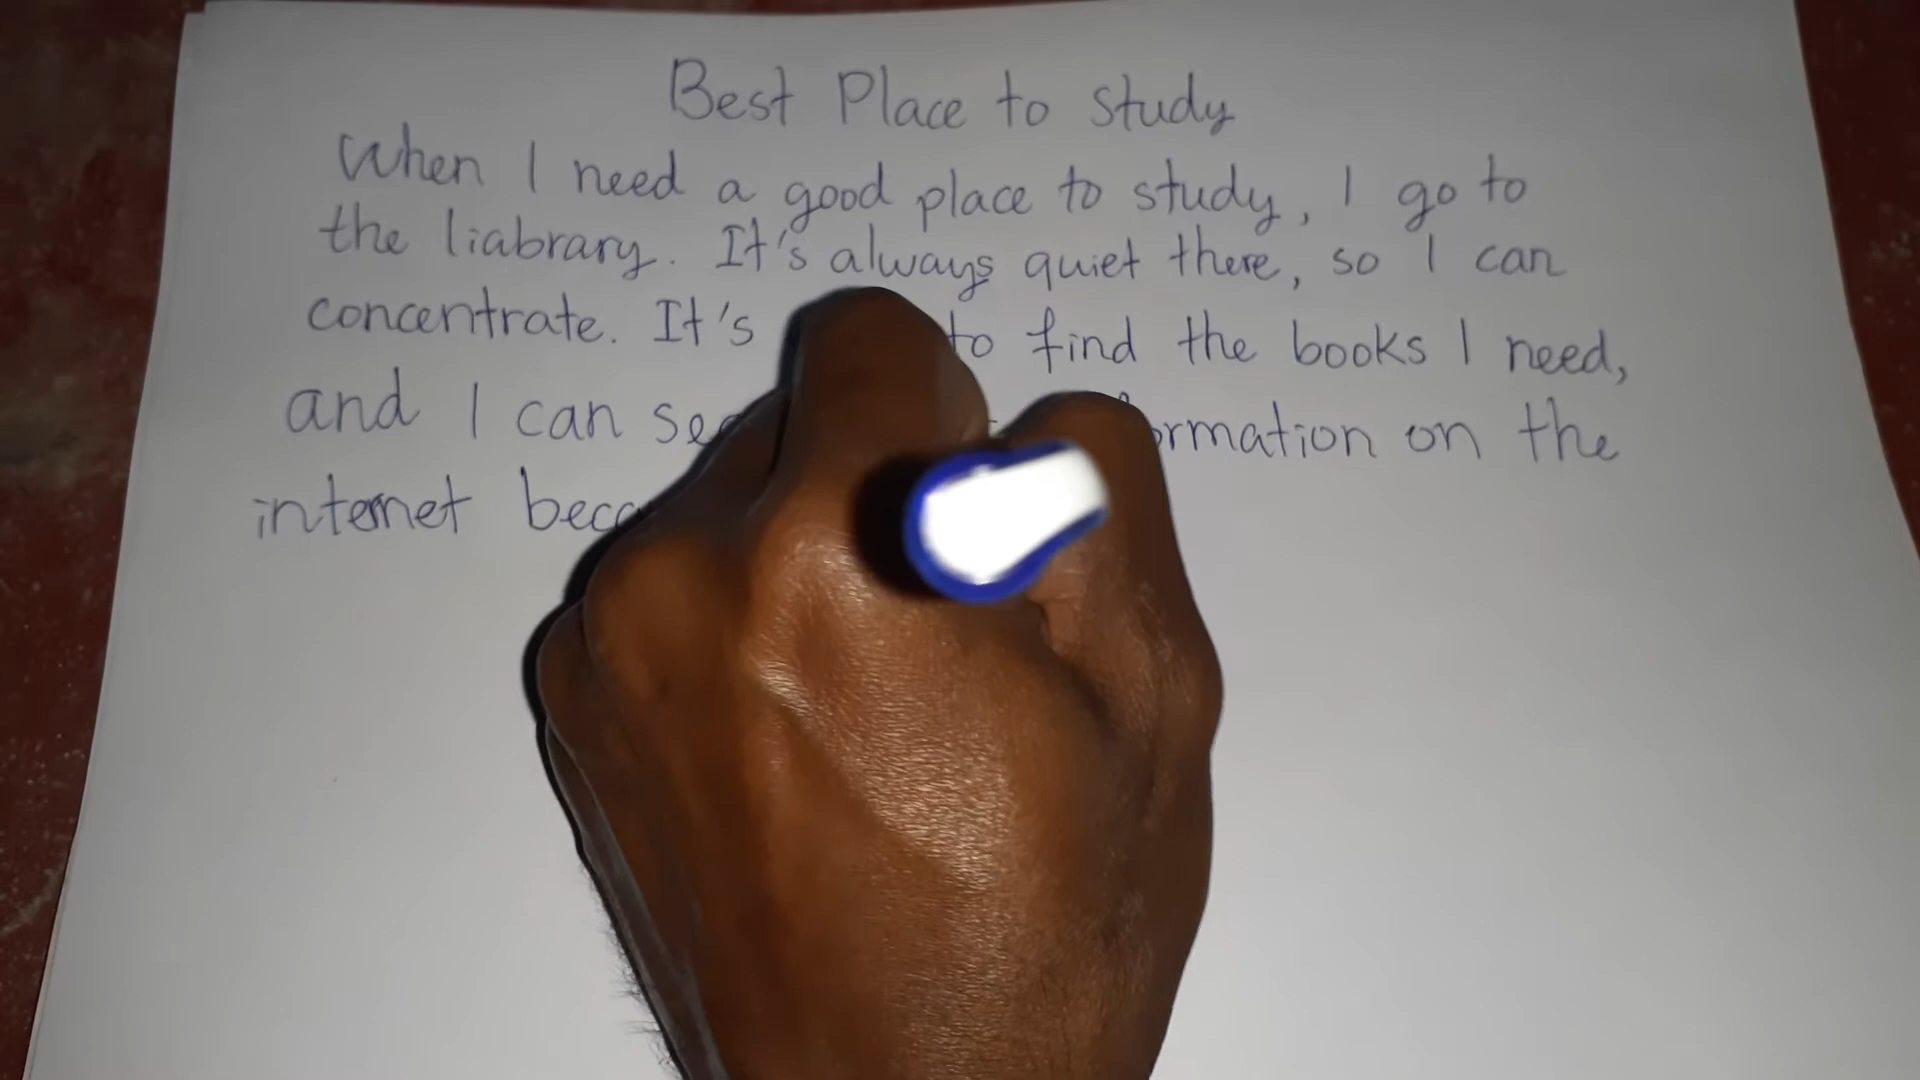 Best Place to study
When I need a good place to study, I go to
the liabrary. It's always quiet there, so I can
concentrate. It's to find the books I need,
and I can on the
internet